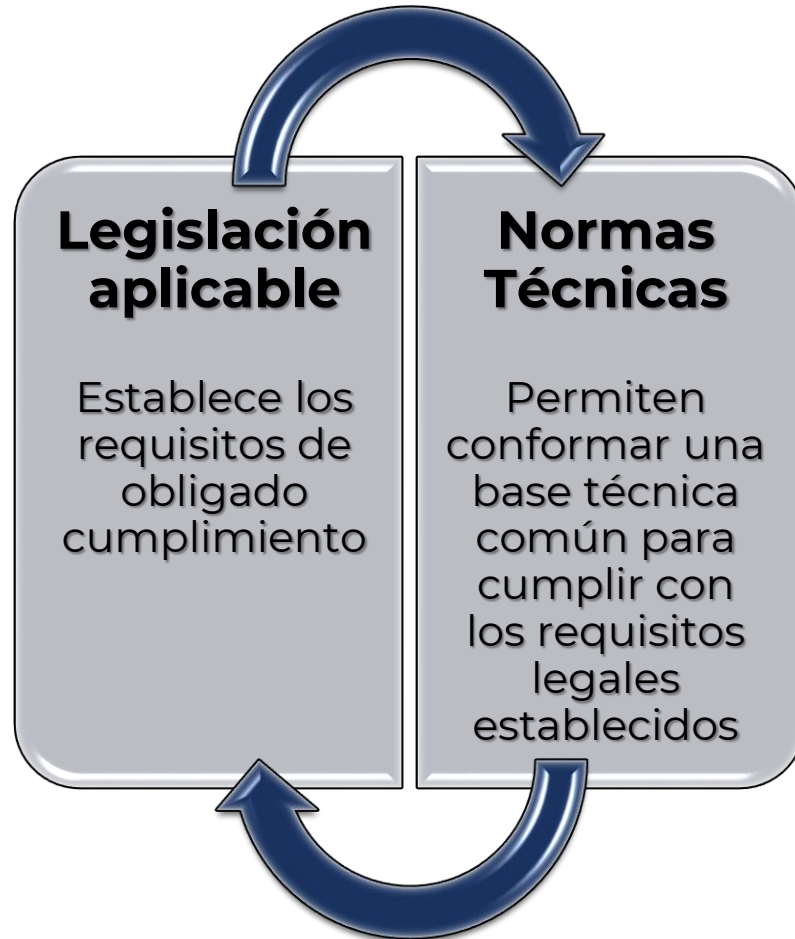 Legislación
aplicable
Establece los
requisitos de
obligado
cumplimiento
Normas
Técnicas
Permiten
conformar una
base técnica
común para
cumplir con
los requisitos
legales
establecidos